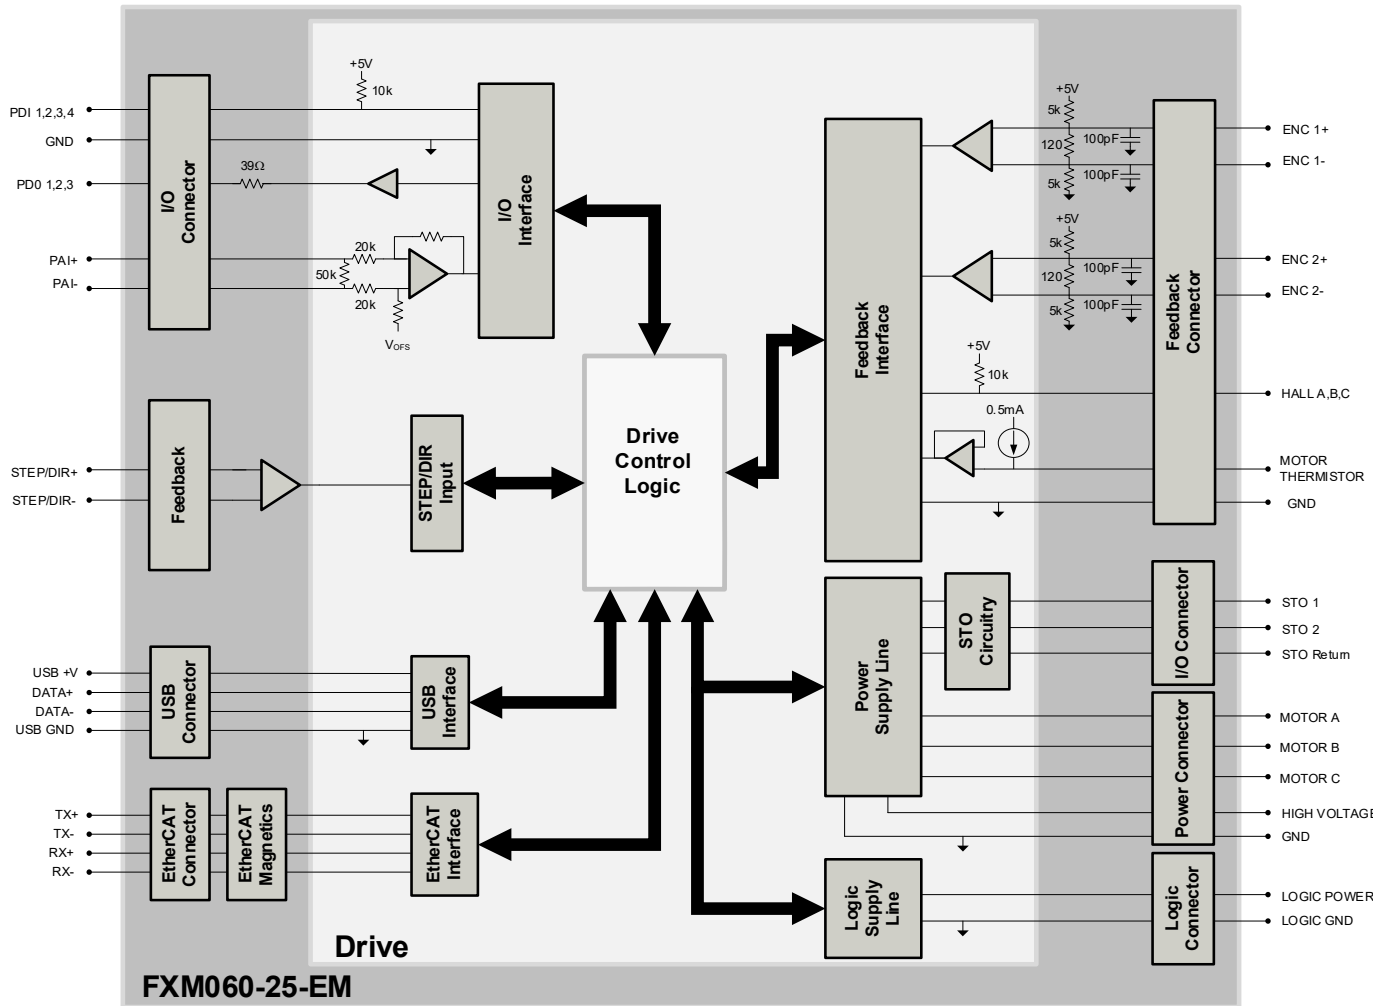 PDI 1,2,3,4
GND
PD0 1,2,3
PAI+
PAI-
I/O
Connector
39Ω
+5V
10k
20k
50k
20k
VOFS
I/O
Interface
STEP/DIR+
STEP/DIR-
Feedback
STEP/DIR
Input
USB +V
DATA+
DATA-
USB GND
USB
Connector
USB
Interface
TX+
TX-
RX+
RX-
EtherCAT
Connector
EtherCAT
Magnetics
EtherCAT
Interface
Drive
Control
Logic
Feedback
Interface
+5V
5k
120
5k
100pF
100pF
+5V
5k
120
5k
100pF
100pF
+5V
10k
0.5mA
Feedback
Connector
ENC 1+
ENC 1-
ENC 2+
ENC 2-
HALL A,B,C
MOTOR
THERMISTOR
GND
Power
Supply Line
STO
Circuitry
I/O Connector
STO 1
STO 2
STO Return
Power Connector
MOTOR A
MOTOR B
MOTOR C
HIGH VOLTAGE
GND
Logic
Supply
Line
Logic
Connector
LOGIC POWER
LOGIC GND
Drive
FXM060-25-EM